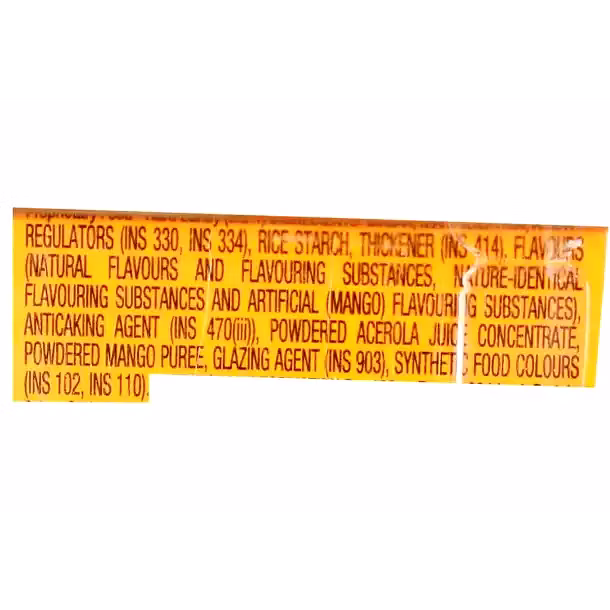 REGULATORS (INS 330, INS 334), RICE STARCH, THICKENER (INS 414), FLAVOURS
(NATURAL FLAVOURS AND FLAVOURING SUBSTANCES, NATURE-IDENTICAL
FLAVOURING SUBSTANCES AND ARTIFICIAL (MANGO) FLAVOURING SUBSTANCES),
ANTICAKING AGENT (INS 470(iii)), POWDERED ACEROLA JUICE CONCENTRATE,
POWDERED MANGO PUREE, GLAZING AGENT (INS 903), SYNTHETIC FOOD COLOURS
(INS 102, INS 110).